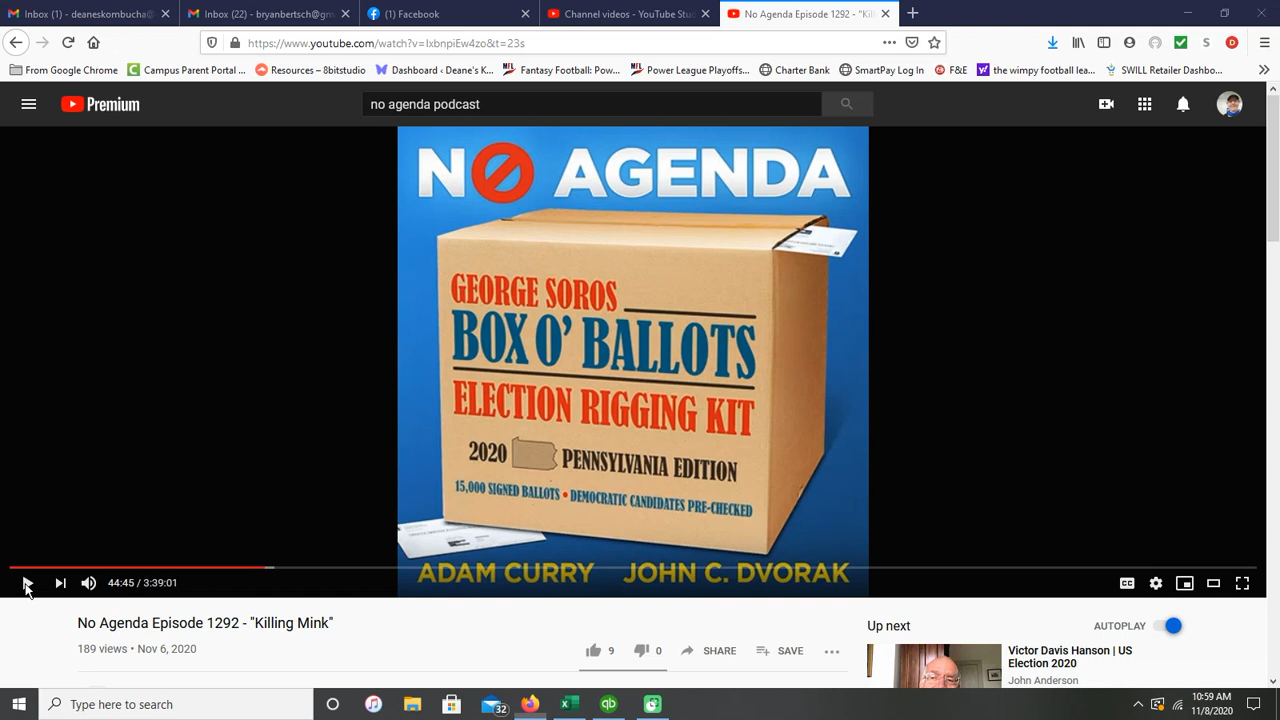 Inbox (1) - deaneksombraha@
Inbox (22) - bryanbertsch@gm
(1) Facebook
Channel videos - YouTube Stu
No Agenda Episode 1292 - "Kill
https://www.youtube.com/watch?v=IxbnpiEw4zo&t=23s
From Google Chrome
Campus Parent Portal ...
Resources – 8bitstudio
Dashboard ‹ Deane's K...
Fantasy Football: Pow...
Power League Playoffs...
Charter Bank
SmartPay Log In
F&E
the wimpy football lea...
SWILL Retailer Dashbo...
Premium
no agenda podcast
NO AGENDA
GEORGE SOROS
BOX O' BALLOTS
ELECTION RIGGING KIT
2020 PENNSYLVANIA EDITION
15,000 SIGNED BALLOTS • DEMOCRATIC CANDIDATES PRE-CHECKED
ADAM CURRY JOHN C. DVORAK
44:45 / 3:39:01
CC
No Agenda Episode 1292 - "Killing Mink"
189 views • Nov 6, 2020
9
0
SHARE
SAVE
Up next
AUTOPLAY
Victor Davis Hanson | US
Election 2020
John Anderson
Type here to search
32
10:59 AM
11/8/2020